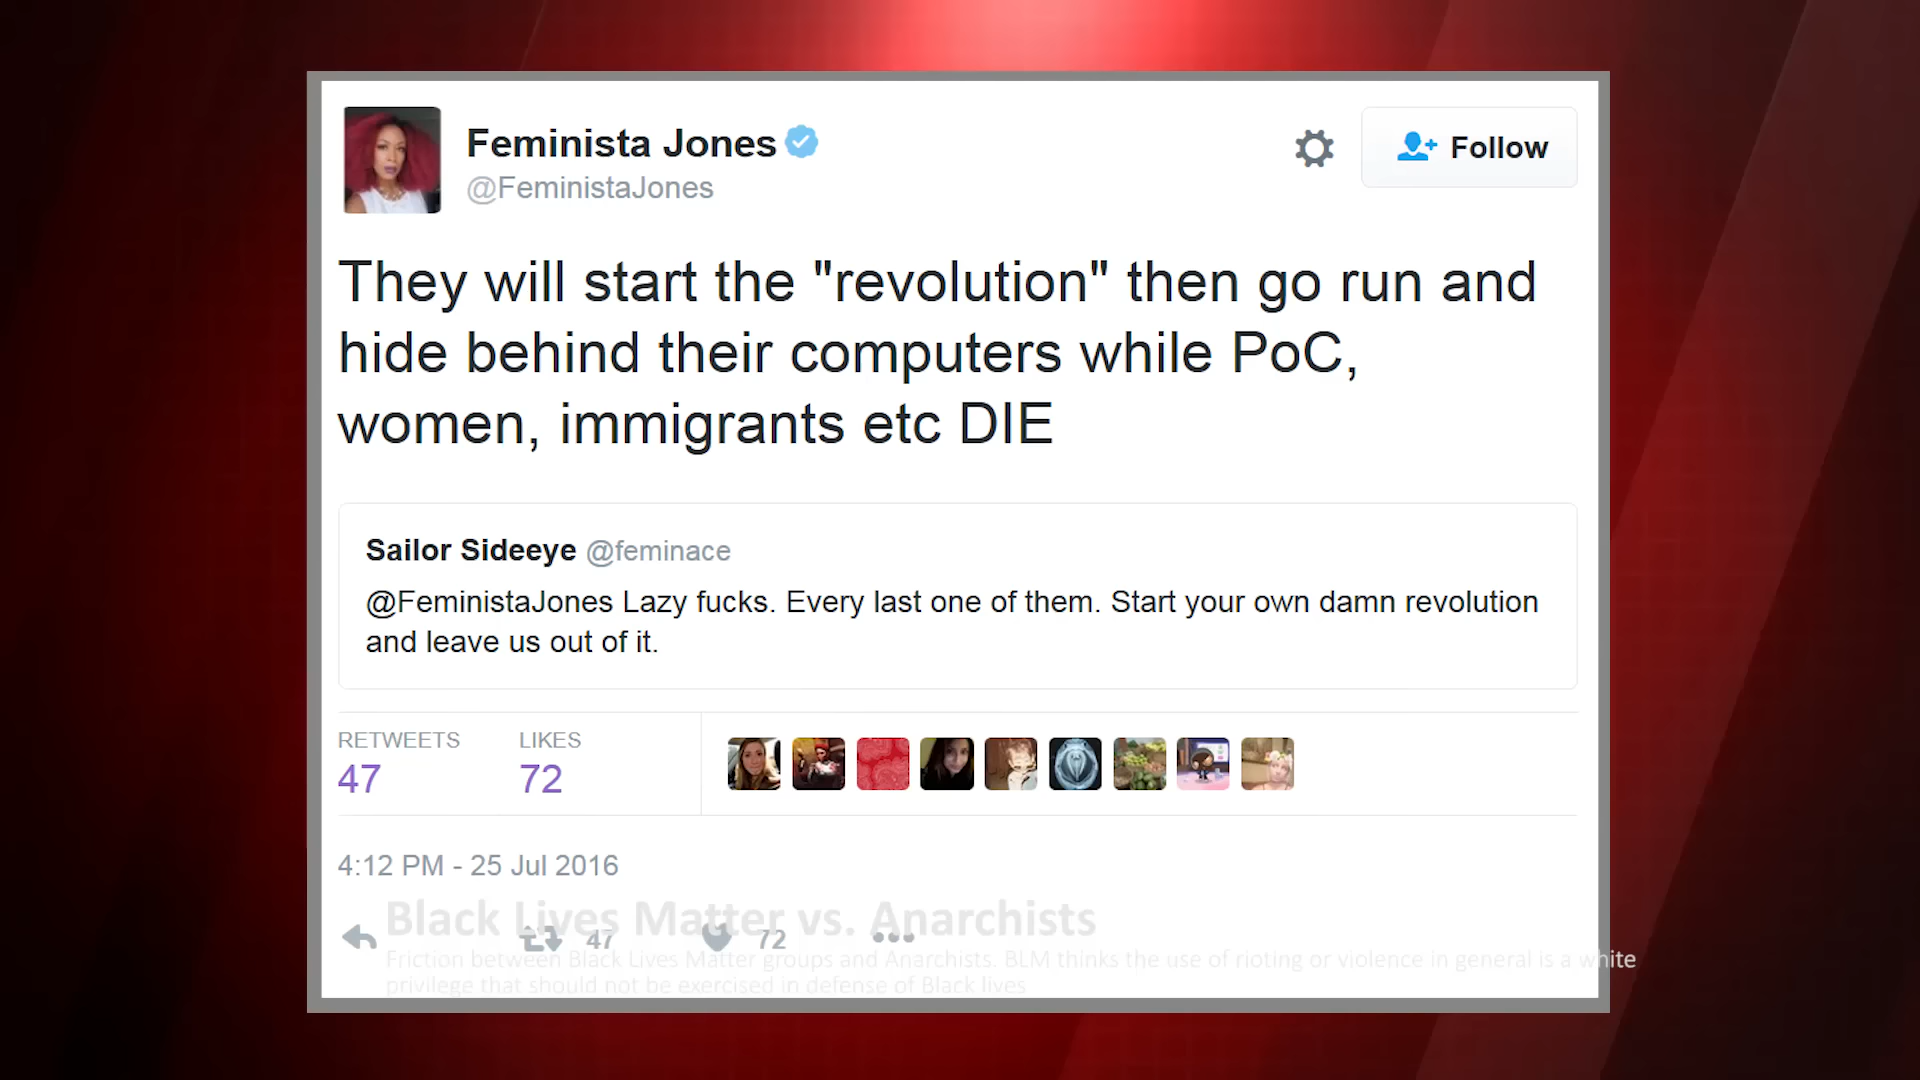 Feminista Jones
@FeministaJones
Follow
They will start the "revolution" then go run and
hide behind their computers while PoC,
women, immigrants etc DIE
Sailor Sideeye @feminace
@FeministaJones Lazy fucks. Every last one of them. Start your own damn revolution
and leave us out of it.
RETWEETS LIKES
47 72
4:12 PM - 25 Jul 2016
47 72
Black Lives Matter vs. Anarchists
Friction between Black Lives Matter groups and Anarchists. BLM thinks the use of rioting or violence in general is a white
privilege that should not be exercised in defense of Black lives